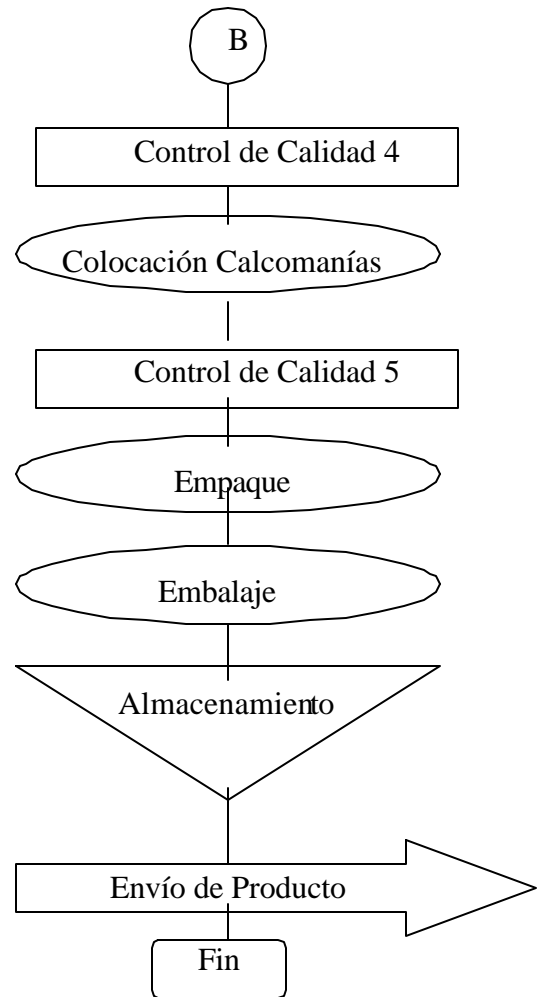 B
Control de Calidad 4
Colocación Calcomanías
Control de Calidad 5
Empaque
Embalaje
Almacenamiento
Envío de Producto
Fin